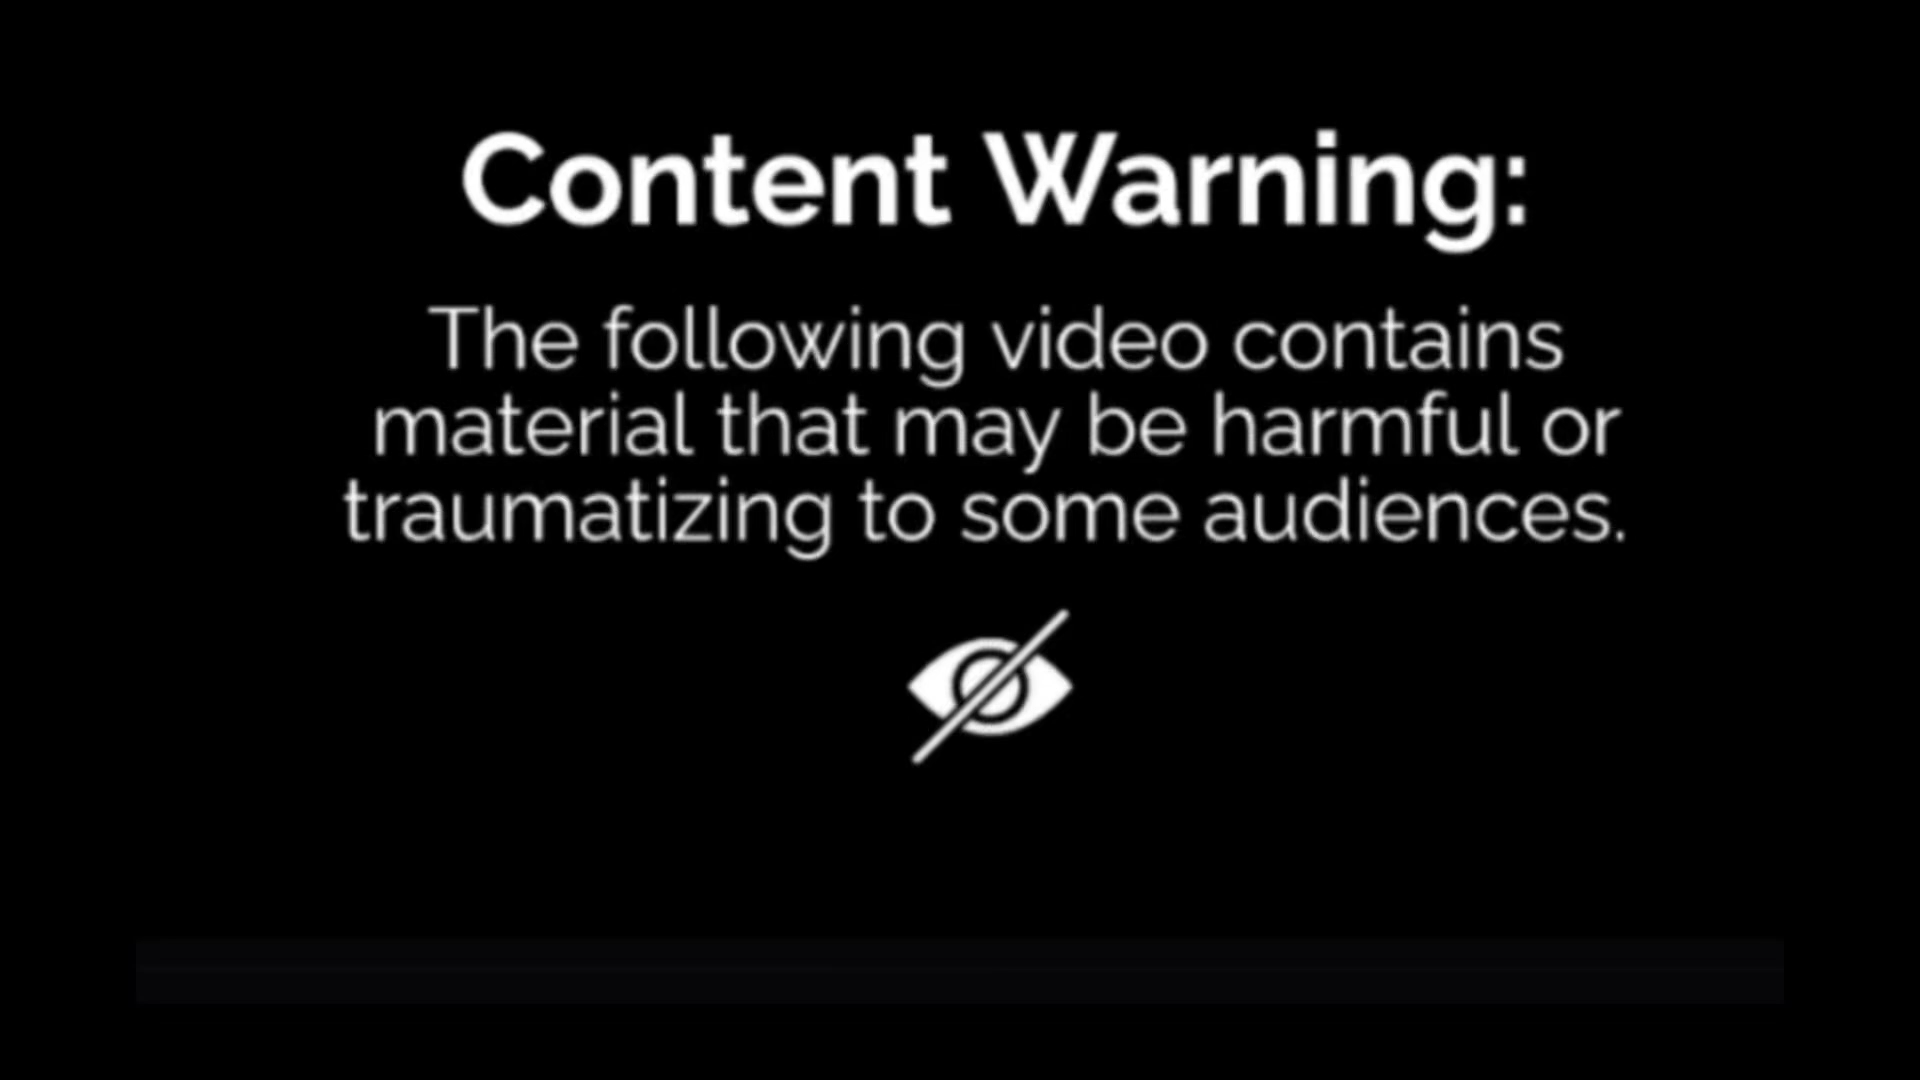 Content Warning:
The following video contains
material that may be harmful or
traumatizing to some audiences.